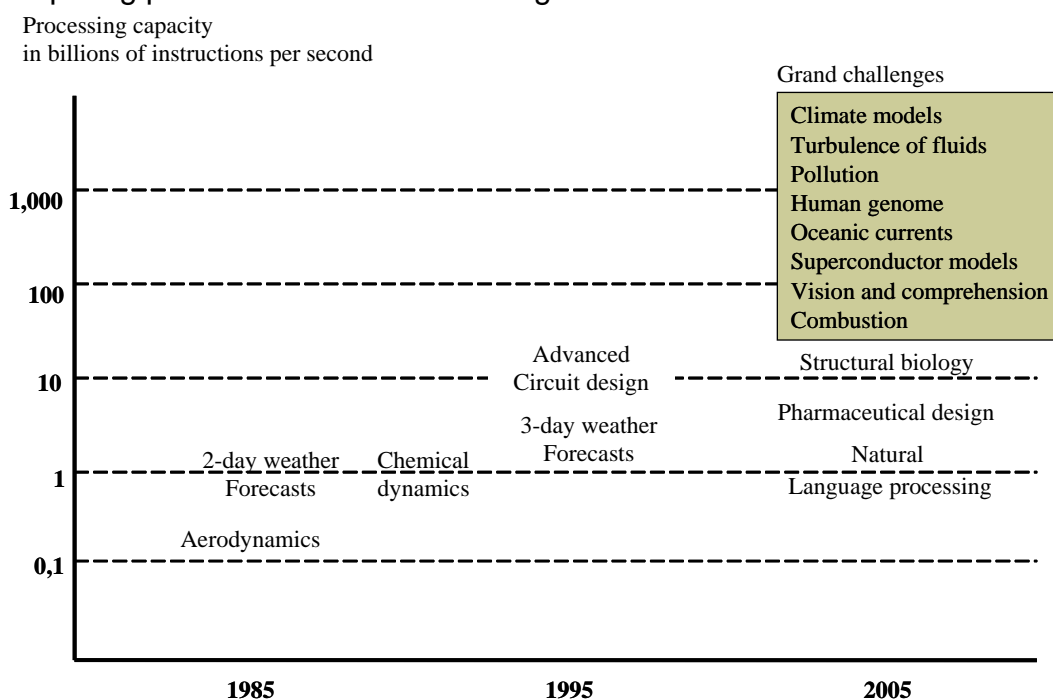 Processing capacity
in billions of instructions per second
Grand challenges
Climate models
Turbulence of fluids
Pollution
Human genome
Oceanic currents
Superconductor models
Vision and comprehension
Combustion
1,000
100
10
1
0,1
Advanced
Circuit design
3-day weather
Forecasts
2-day weather
Forecasts
Chemical
dynamics
Aerodynamics
Structural biology
Pharmaceutical design
Natural
Language processing
1985
1995
2005